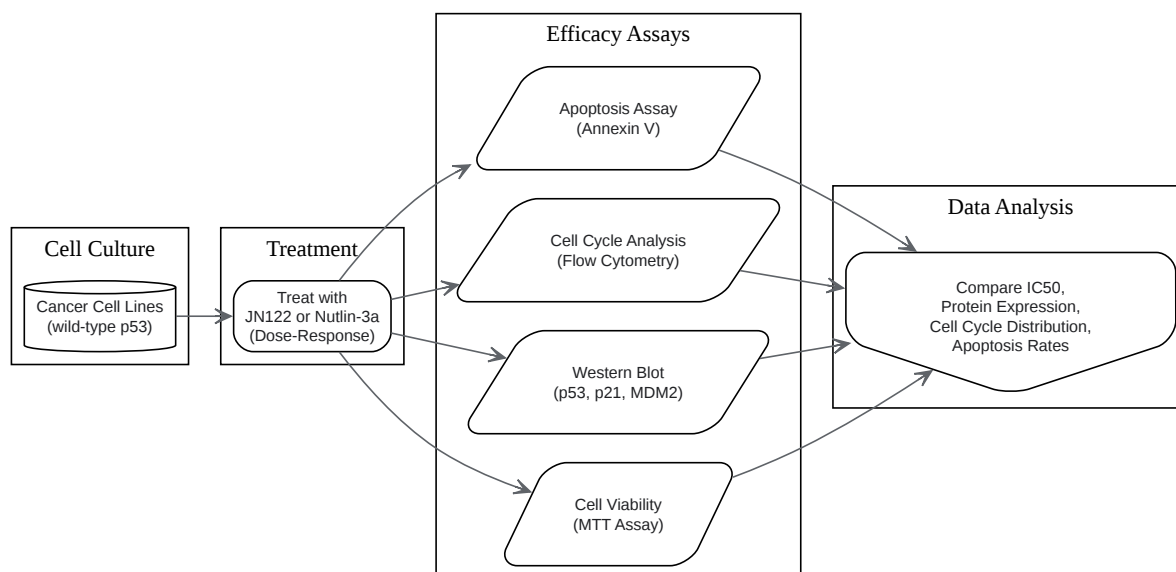 Cell Culture
Cancer Cell Lines
(wild-type p53)
Treatment
Treat with
JN122 or Nutlin-3a
(Dose-Response)
Efficacy Assays
Apoptosis Assay
(Annexin V)
Cell Cycle Analysis
(Flow Cytometry)
Western Blot
(p53, p21, MDM2)
Cell Viability
(MTT Assay)
Data Analysis
Compare IC50,
Protein Expression,
Cell Cycle Distribution,
Apoptosis Rates